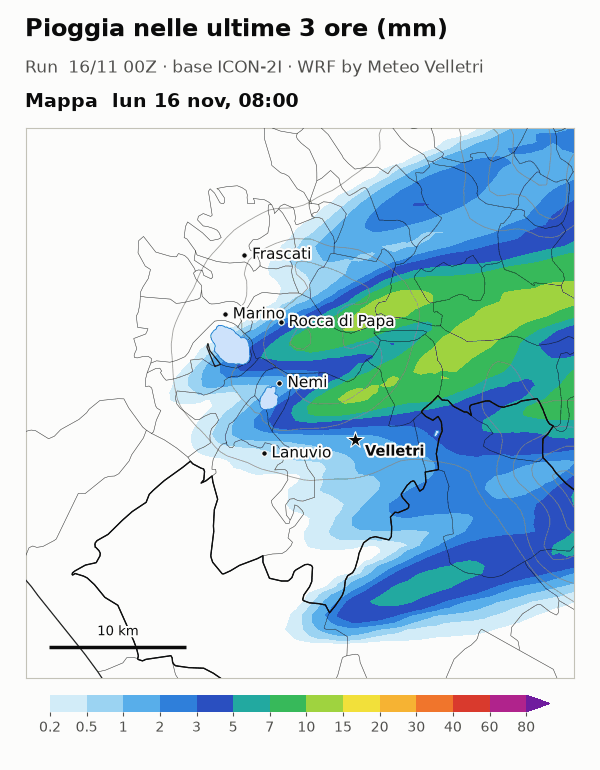 Pioggia nelle ultime 3 ore (mm)
Run  16/11 00Z · base ICON-2I · WRF by Meteo Velletri
Mappa  lun 16 nov, 08:00
Frascati
Marino
Rocca di Papa
Nemi
Velletri
Lanuvio
10 km
0.2 0.5 1 2 3 5 7 10 15 20 30 40 60 80